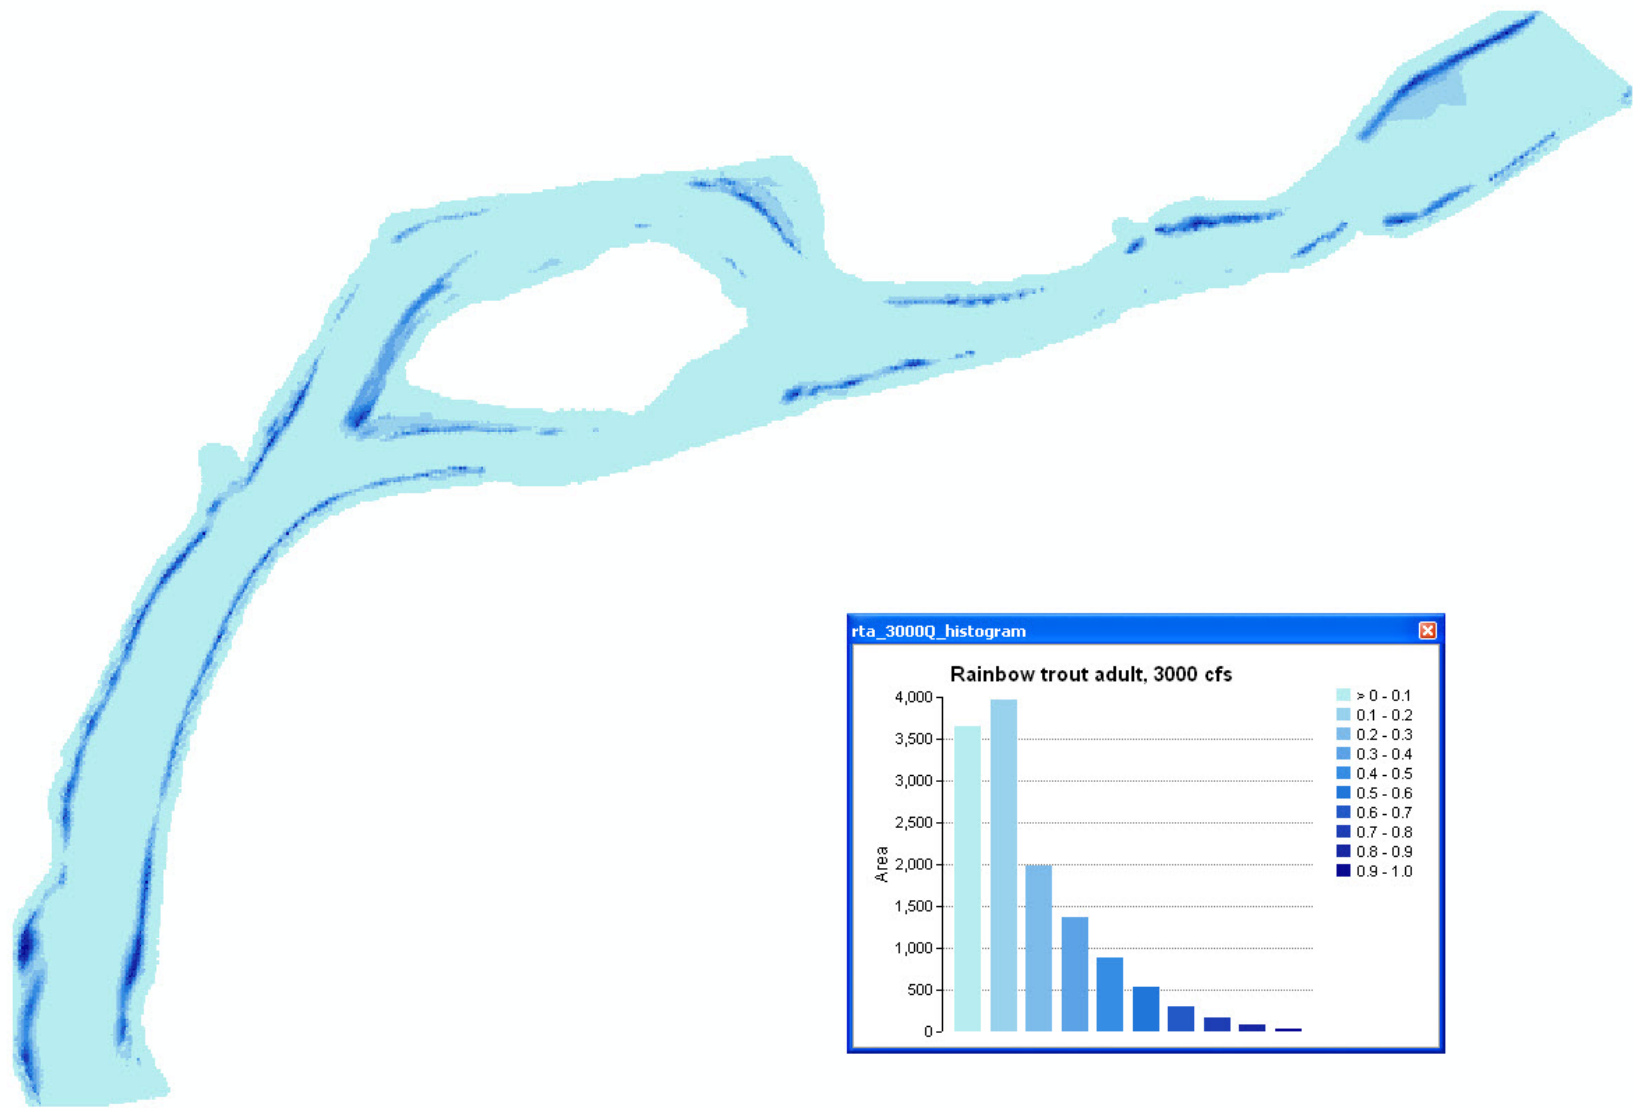 rta_3000Q_histogram
Rainbow trout adult, 3000 cfs
4,000
3,500
3,000
2,500
2,000
1,500
1,000
500
0
Area
> 0 - 0.1
0.1 - 0.2
0.2 - 0.3
0.3 - 0.4
0.4 - 0.5
0.5 - 0.6
0.6 - 0.7
0.7 - 0.8
0.8 - 0.9
0.9 - 1.0